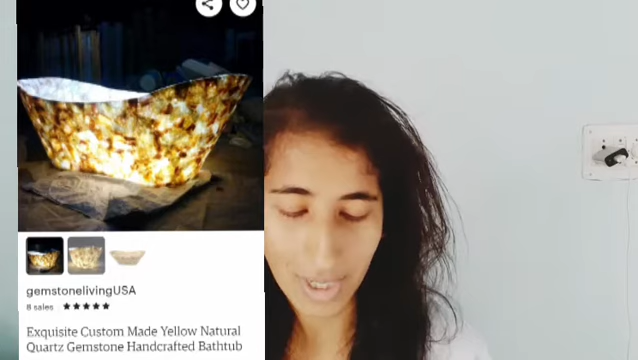 gemstonelivingUSA
8 sales ★★★★★
Exquisite Custom Made Yellow Natural
Quartz Gemstone Handcrafted Bathtub